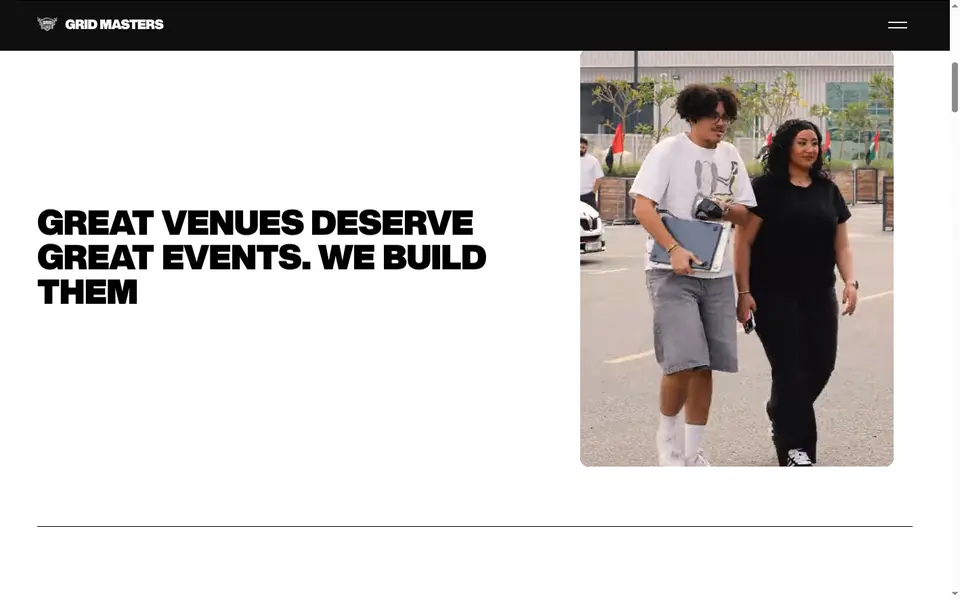 GRID MASTERS
GREAT VENUES DESERVE
GREAT EVENTS. WE BUILD
THEM